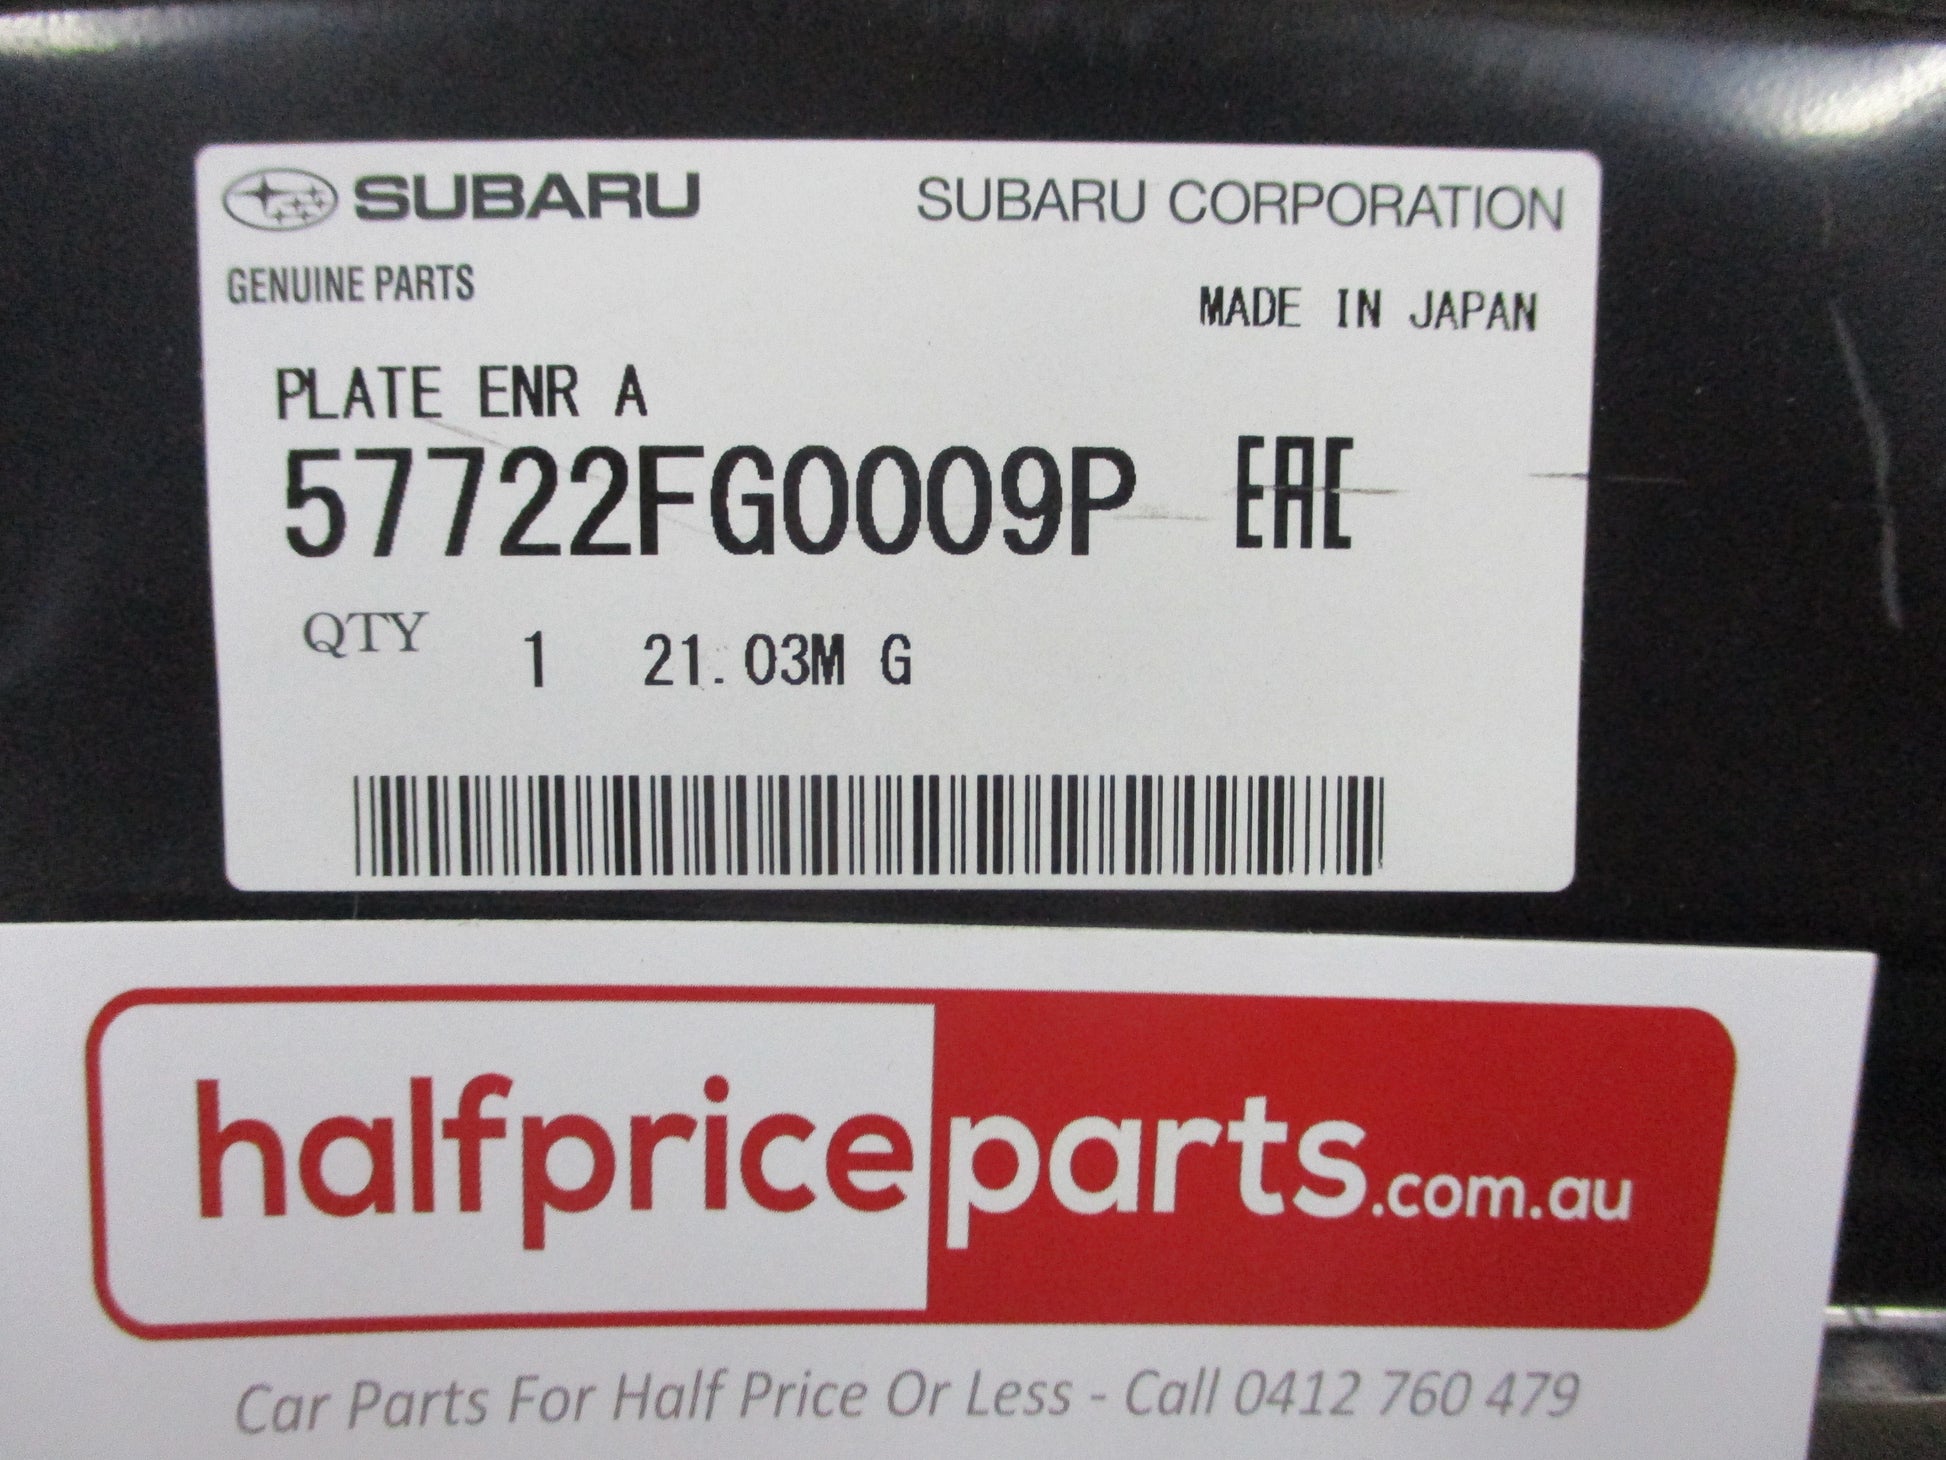 SUBARU SUBARU CORPORATION
GENUINE PARTS MADE IN JAPAN
PLATE ENR A
57722FG0009P EAC
QTY 1 21.03M G
halfpriceparts.com.au
Car Parts For Half Price Or Less - Call 0412 760 479